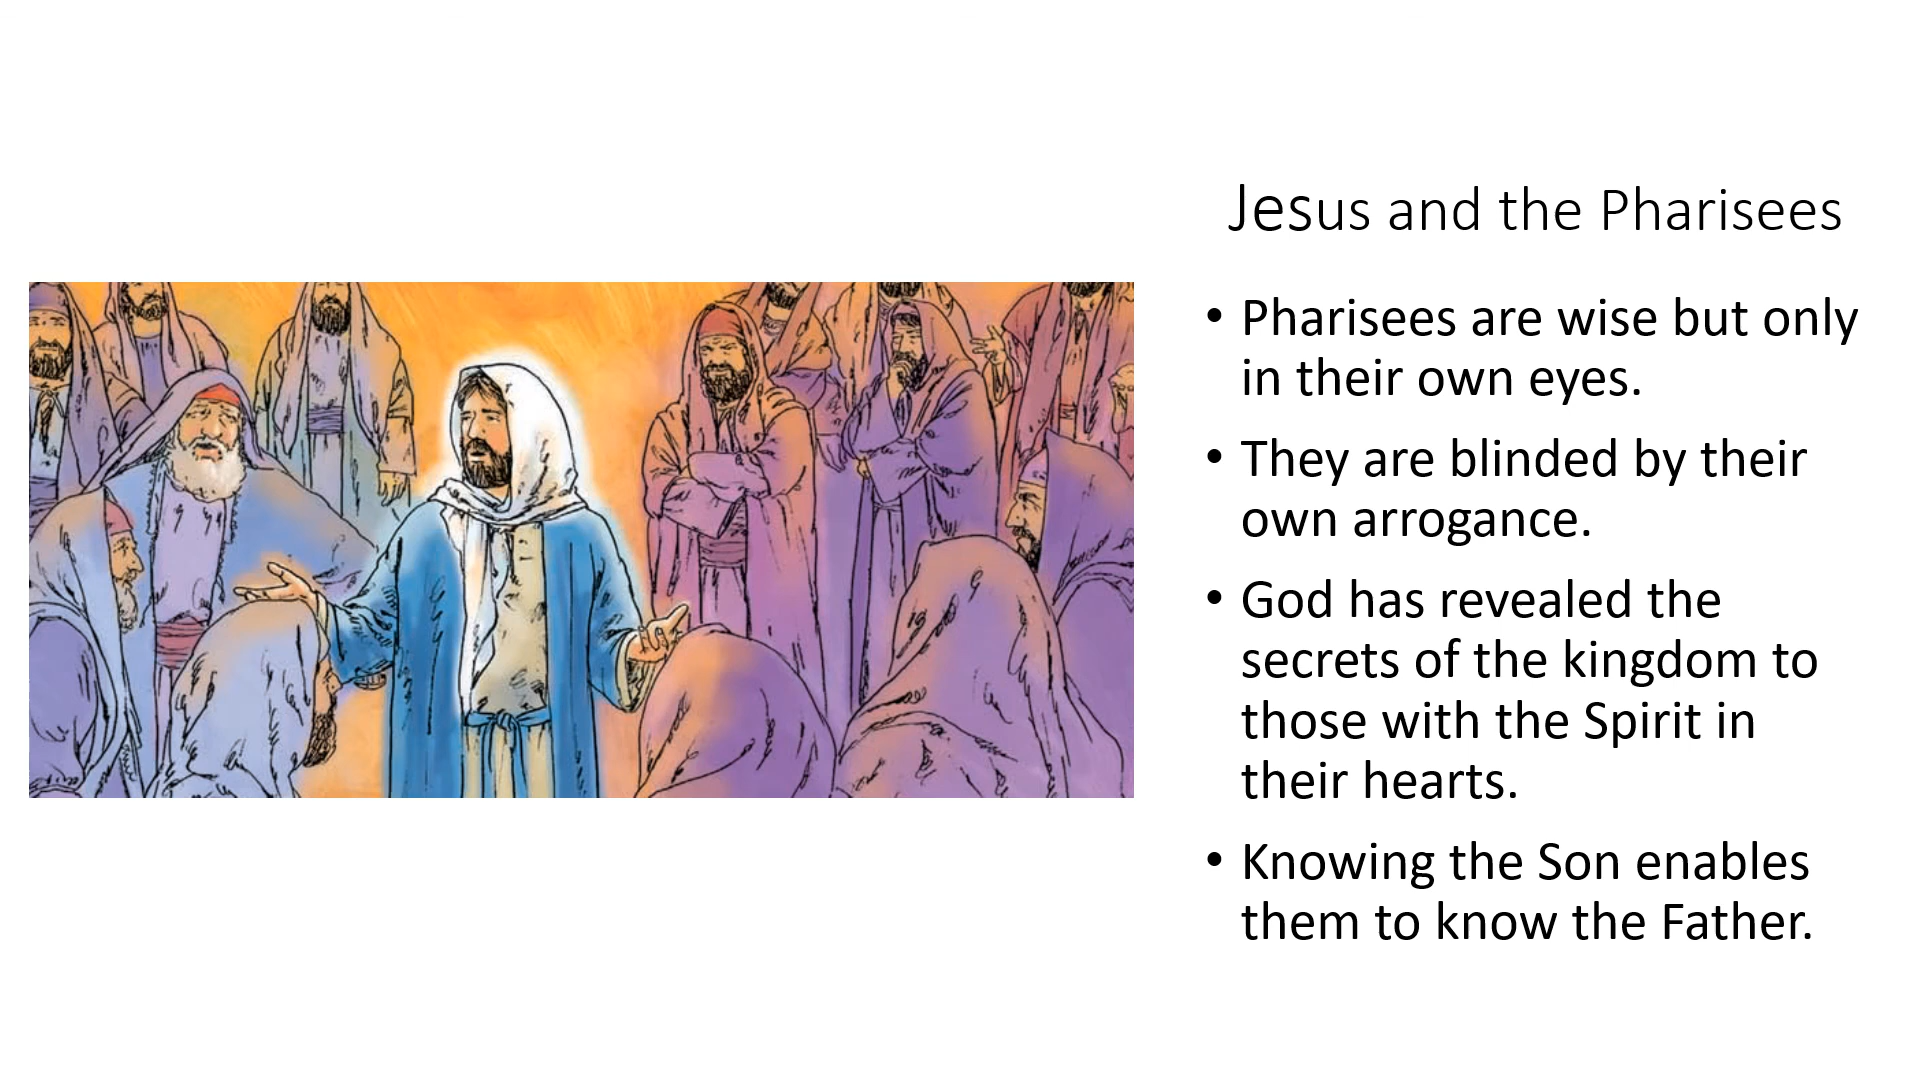 Jesus and the Pharisees
• Pharisees are wise but only
in their own eyes.
• They are blinded by their
own arrogance.
• God has revealed the
secrets of the kingdom to
those with the Spirit in
their hearts.
• Knowing the Son enables
them to know the Father.